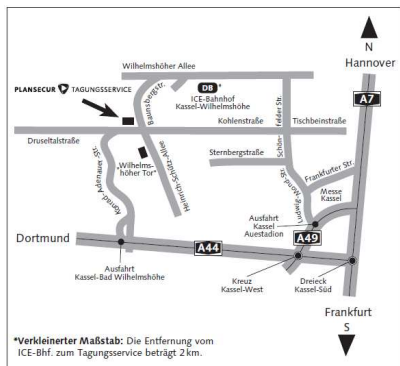 N
Hannover
Wilhelmshöher Allee
PLANSECUR TAGUNGSSERVICE
Baunsbergstr.
DB*
ICE-Bahnhof
Kassel-Wilhelmshöhe
A7
Kohlenstraße
Tischbeinstraße
Druseltalstraße
Schön-
felder Str.
Sternbergstraße
„Wilhelms-
höher Tor“
Heinrich-Schütz-Allee
Konrad-Adenauer-Str.
Ludwig-
Mond-Str.
Frankfurter Str.
Messe
Kassel
Ausfahrt
Kassel
Auestadion
Dortmund
A44
A49
Ausfahrt
Kassel-Bad Wilhelmshöhe
Kreuz
Kassel-West
Dreieck
Kassel-Süd
Frankfurt
S
*Verkleinerter Maßstab: Die Entfernung vom
ICE-Bhf. zum Tagungsservice beträgt 2 km.